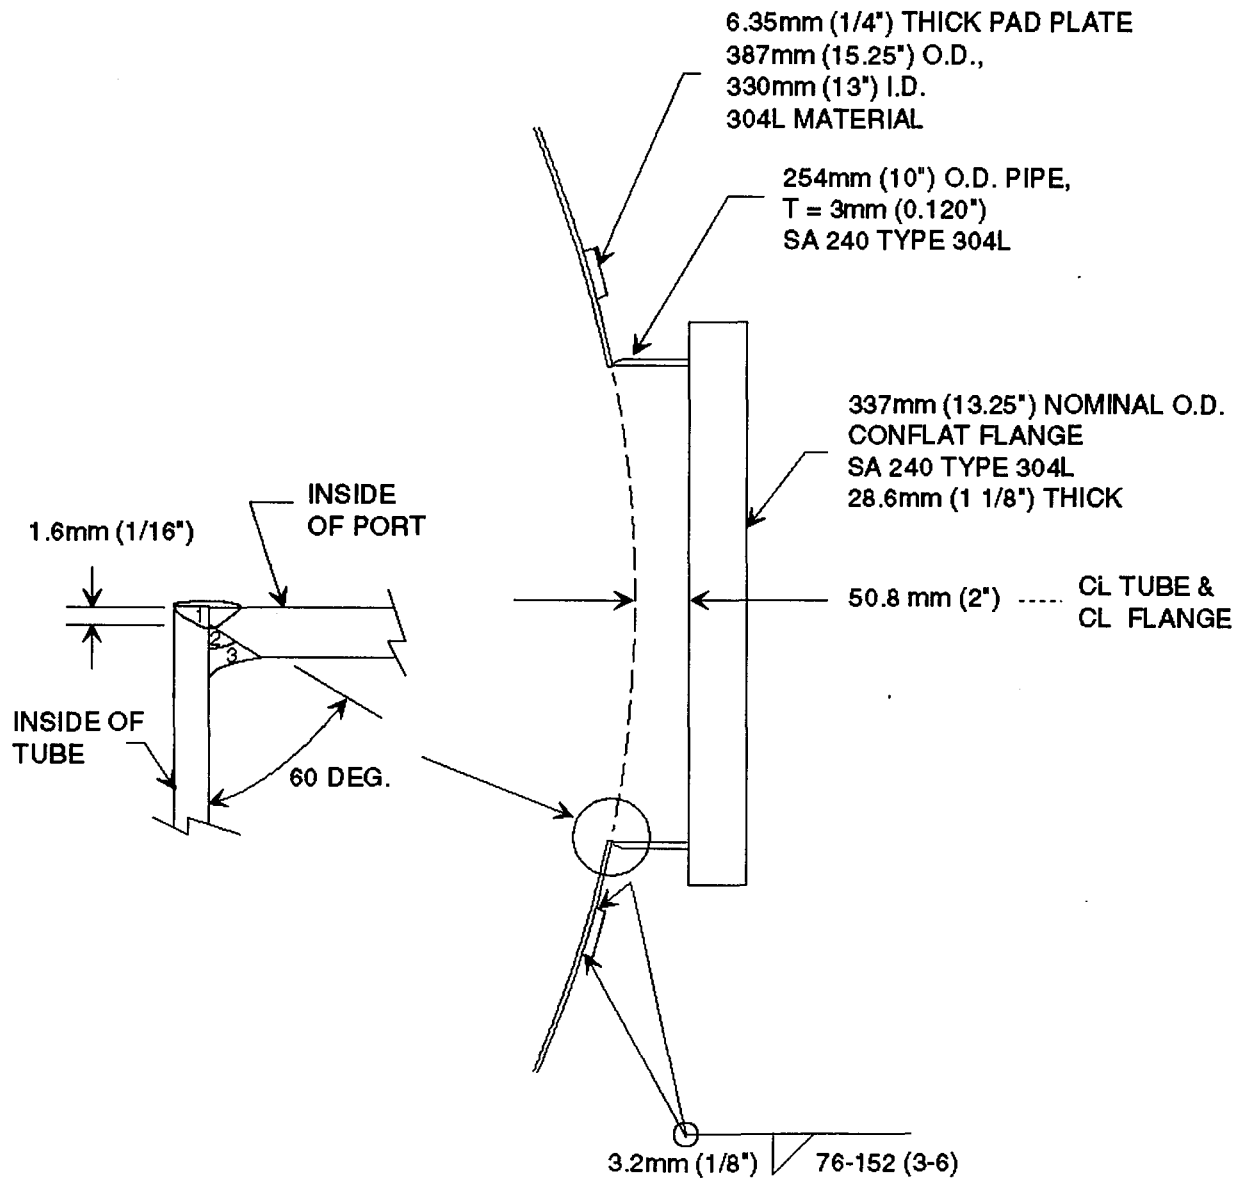 6.35mm (1/4") THICK PAD PLATE
387mm (15.25") O.D.,
330mm (13") I.D.
304L MATERIAL
254mm (10") O.D. PIPE,
T = 3mm (0.120")
SA 240 TYPE 304L
337mm (13.25") NOMINAL O.D.
CONFLAT FLANGE
SA 240 TYPE 304L
28.6mm (1 1/8") THICK
INSIDE
OF PORT
1.6mm (1/16")
50.8 mm (2")
CL TUBE &
CL FLANGE
1
2
3
INSIDE OF
TUBE
60 DEG.
3.2mm (1/8")
76-152 (3-6)